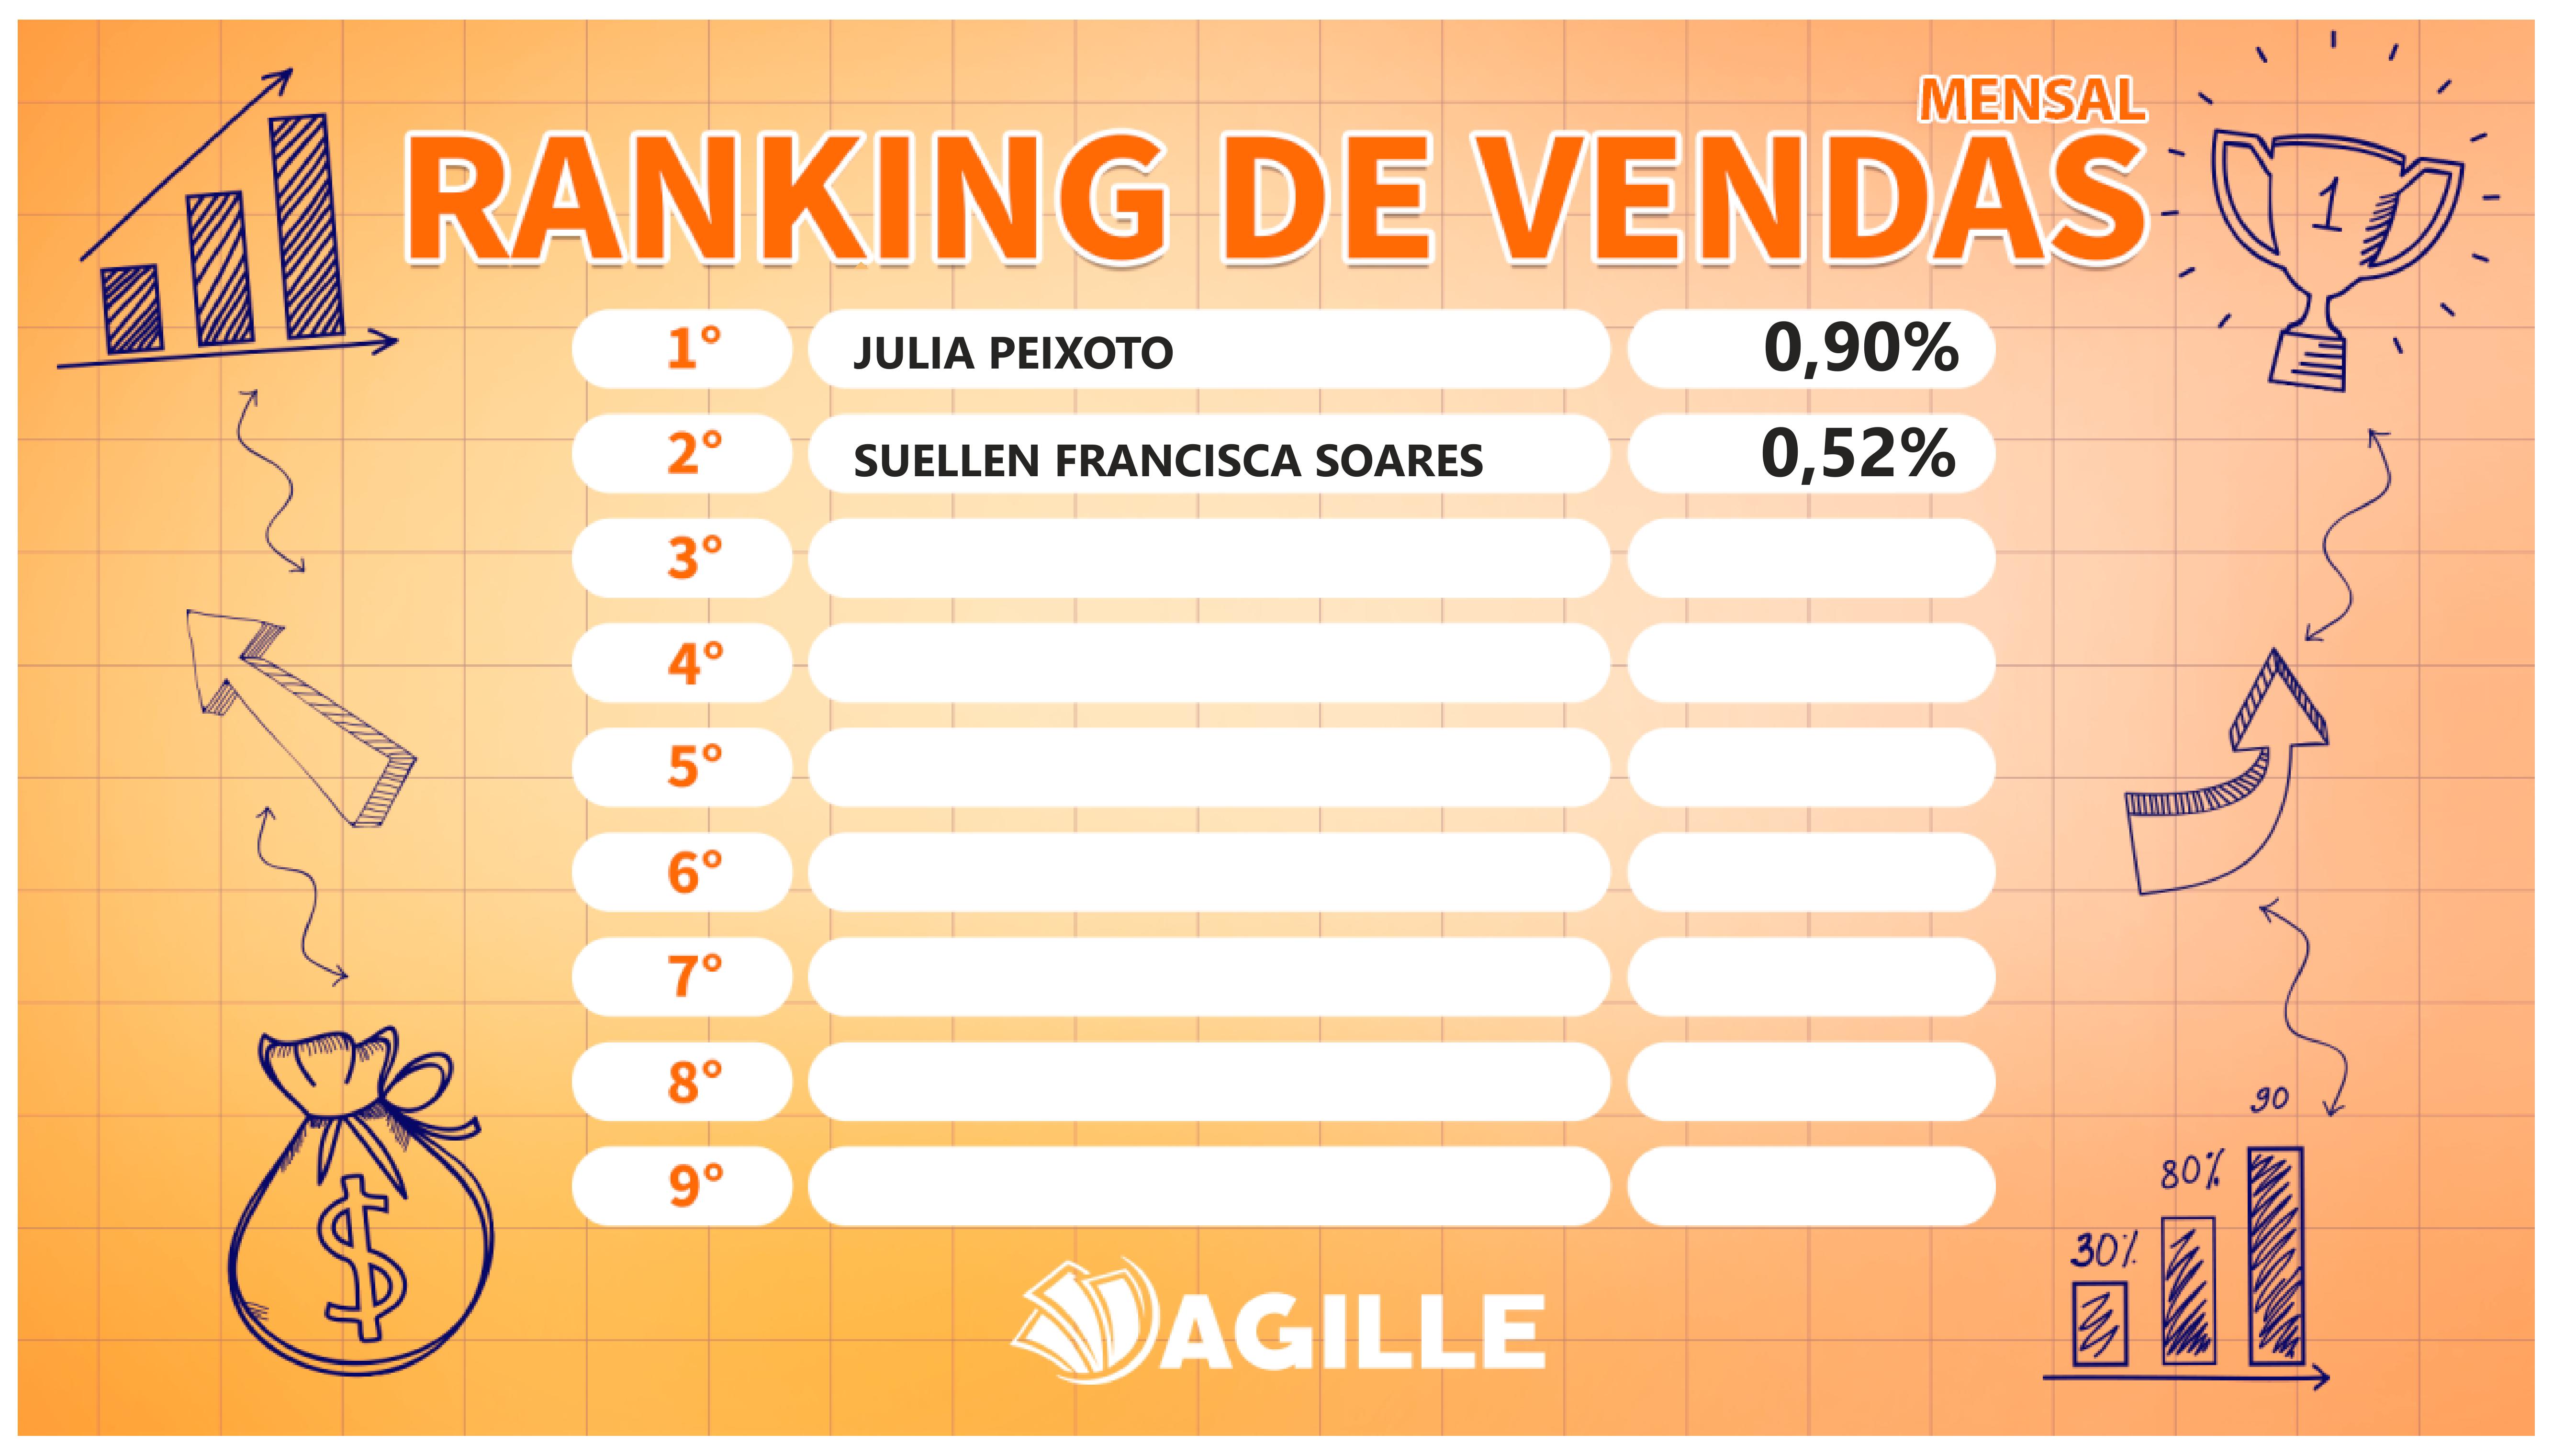 MENSAL
RANKING DE VENDAS
1
1° JULIA PEIXOTO 0,90%
2° SUELLEN FRANCISCA SOARES 0,52%
3°
4°
5°
6°
7°
8°
9°
$
90
80%
30%
AGILLE